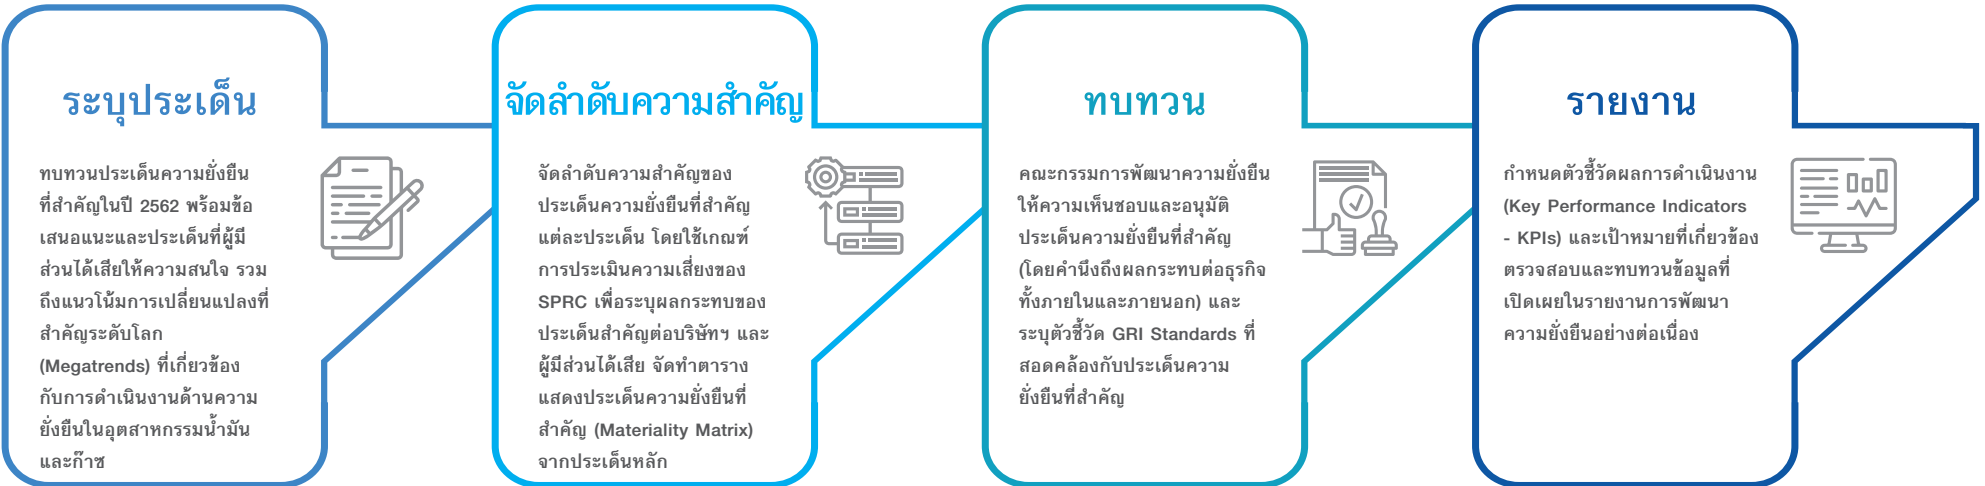 ระบุประเด็น
ทบทวนประเด็นความยั่งยืน
ที่สำคัญในปี 2562 พร้อมข้อ
เสนอแนะและประเด็นที่ผู้มี
ส่วนได้เสียให้ความสนใจ รวม
ถึงแนวโน้มการเปลี่ยนแปลงที่
สำคัญระดับโลก
(Megatrends) ที่เกี่ยวข้อง
กับการดำเนินงานด้านความ
ยั่งยืนในอุตสาหกรรมน้ำมัน
และก๊าซ
จัดลำดับความสำคัญ
จัดลำดับความสำคัญของ
ประเด็นความยั่งยืนที่สำคัญ
แต่ละประเด็น โดยใช้เกณฑ์
การประเมินความเสี่ยงของ
SPRC เพื่อระบุผลกระทบของ
ประเด็นสำคัญต่อบริษัทฯ และ
ผู้มีส่วนได้เสีย จัดทำตาราง
แสดงประเด็นความยั่งยืนที่
สำคัญ (Materiality Matrix)
จากประเด็นหลัก
ทบทวน
คณะกรรมการพัฒนาความยั่งยืน
ให้ความเห็นชอบและอนุมัติ
ประเด็นความยั่งยืนที่สำคัญ
(โดยคำนึงถึงผลกระทบต่อธุรกิจ
ทั้งภายในและภายนอก) และ
ระบุตัวชี้วัด GRI Standards ที่
สอดคล้องกับประเด็นความ
ยั่งยืนที่สำคัญ
รายงาน
กำหนดตัวชี้วัดผลการดำเนินงาน
(Key Performance Indicators
- KPIs) และเป้าหมายที่เกี่ยวข้อง
ตรวจสอบและทบทวนข้อมูลที่
เปิดเผยในรายงานการพัฒนา
ความยั่งยืนอย่างต่อเนื่อง